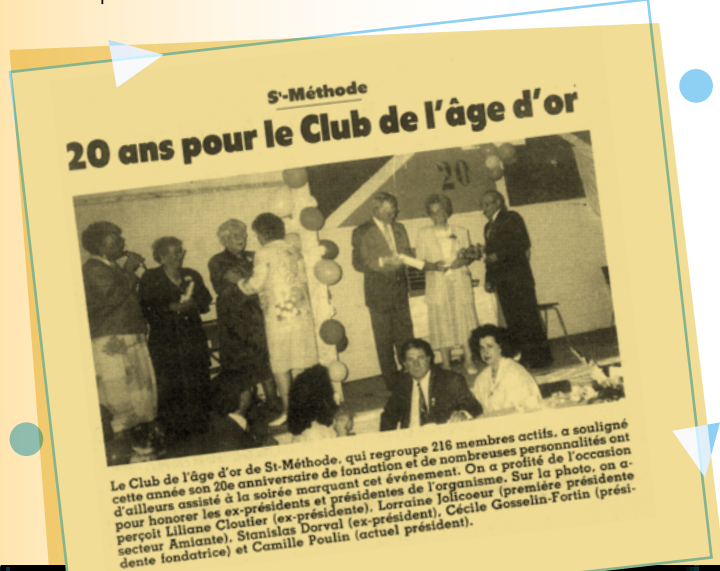 St-Méthode
20 ans pour le Club de l'âge d'or
20
Le Club de l'âge d'or de St-Méthode, qui regroupe 216 membres actifs, a souligné
cette année son 20e anniversaire de fondation et de nombreuses personnalités ont
d'ailleurs assisté à la soirée marquant cet événement. On a profité de l'occasion
pour honorer les ex-présidents et présidentes de l'organisme. Sur la photo, on a-
perçoit Liliane Cloutier (ex-présidente), Lorraine Jolicoeur (première présidente
secteur Amiante), Stanislas Dorval (ex-président), Cécile Gosselin-Fortin (prési-
dente fondatrice) et Camille Poulin (actuel président).